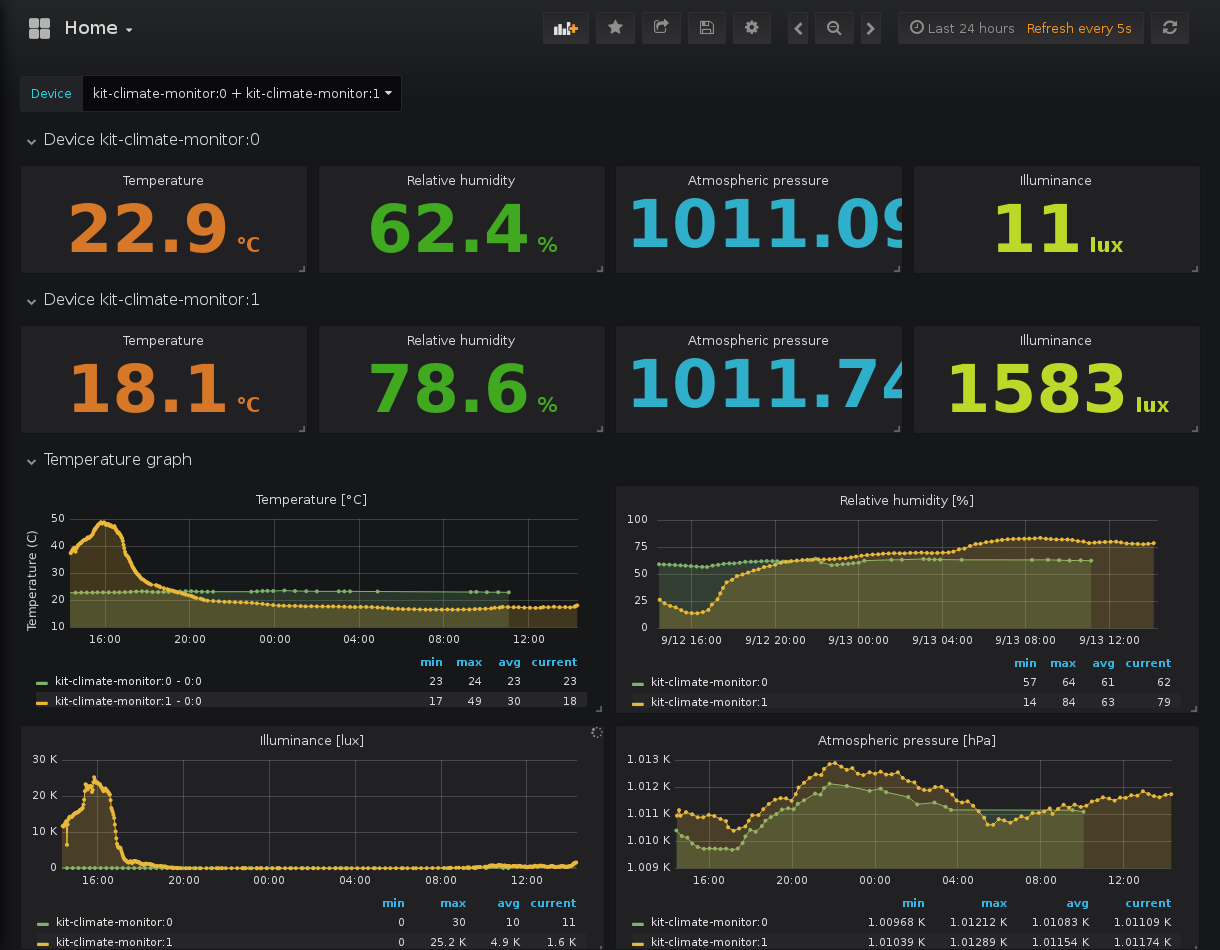 Home
Last 24 hours Refresh every 5s
Device kit-climate-monitor:0 + kit-climate-monitor:1
Device kit-climate-monitor:0
Temperature Relative humidity Atmospheric pressure Illuminance
22.9 °C 62.4 % 1011.09 11 lux
Device kit-climate-monitor:1
Temperature Relative humidity Atmospheric pressure Illuminance
18.1 °C 78.6 % 1011.74 1583 lux
Temperature graph
Temperature [°C]
Temperature (C)
50
40
30
20
10
16:00 20:00 00:00 04:00 08:00 12:00
min max avg current
kit-climate-monitor:0 - 0:0 23 24 23 23
kit-climate-monitor:1 - 0:0 17 49 30 18
Relative humidity [%]
100
75
50
25
0
9/12 16:00 9/12 20:00 9/13 00:00 9/13 04:00 9/13 08:00 9/13 12:00
min max avg current
kit-climate-monitor:0 57 64 61 62
kit-climate-monitor:1 14 84 63 79
Illuminance [lux]
30 K
20 K
10 K
0
16:00 20:00 00:00 04:00 08:00 12:00
min max avg current
kit-climate-monitor:0 0 30 10 11
kit-climate-monitor:1 0 25.2 K 4.9 K 1.6 K
Atmospheric pressure [hPa]
1.013 K
1.012 K
1.011 K
1.010 K
1.009 K
16:00 20:00 00:00 04:00 08:00 12:00
min max avg current
kit-climate-monitor:0 1.00968 K 1.01212 K 1.01083 K 1.01109 K
kit-climate-monitor:1 1.01039 K 1.01289 K 1.01154 K 1.01174 K